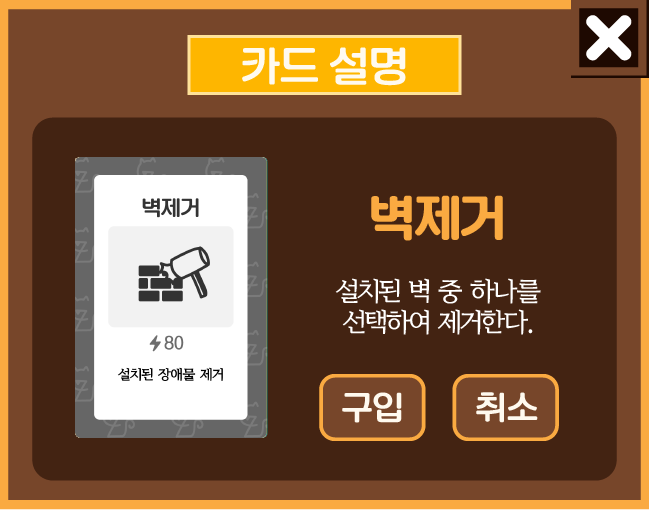 카드 설명
벽제거
⚡80
설치된 장애물 제거
벽제거
설치된 벽 중 하나를
선택하여 제거한다.
구입
취소